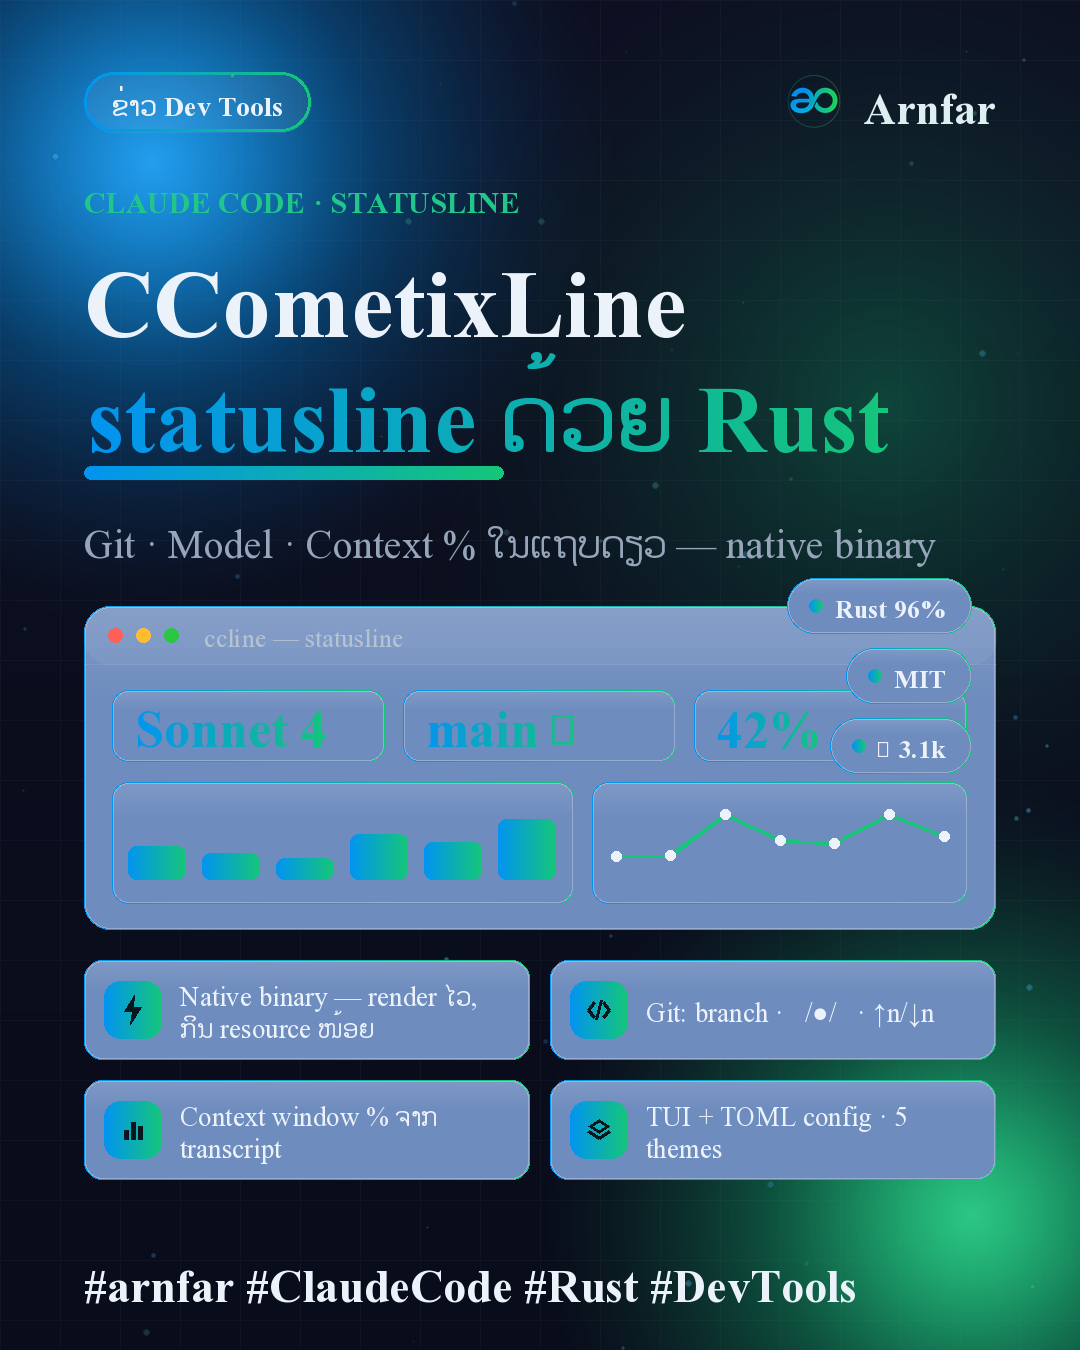 ຂ່າວ Dev Tools
Arnfar
CLAUDE CODE · STATUSLINE
CCometixLine
statusline ດ້ວຍ Rust
Git · Model · Context % ໃນແຖບດຽວ — native binary
Rust 96%
ccline — statusline
MIT
Sonnet 4
main
42%
3.1k
Native binary — render ໄວ,
ກິນ resource ໜ້ອຍ
Git: branch · /●/ · ↑n/↓n
Context window % ຈາກ
transcript
TUI + TOML config · 5
themes
#arnfar #ClaudeCode #Rust #DevTools